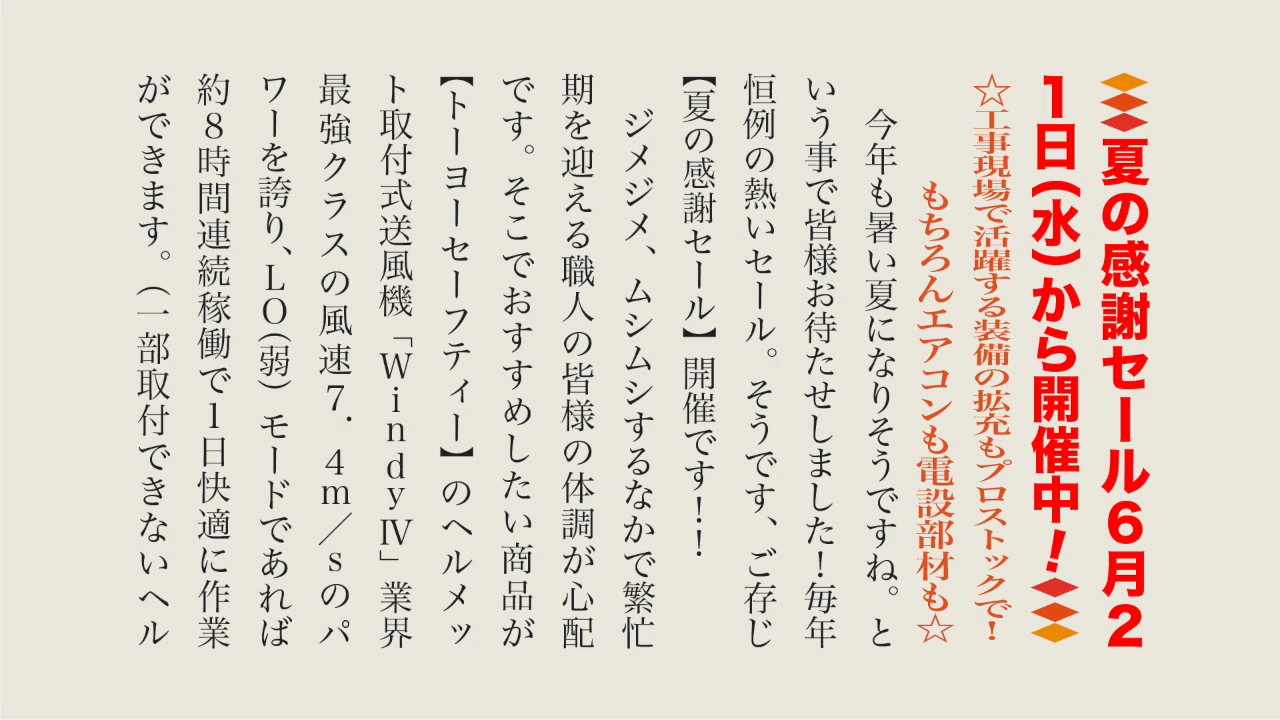 ◆◆◆夏の感謝セール6月2
1日(水)から開催中!◆◆◆
☆工事現場で活躍する装備の拡充もプロストックで!
もちろんエアコンも電設部材も☆
今年も暑い夏になりそうですね。と
いう事で皆様お待たせしました!毎年
恒例の熱いセール。そうです、ご存じ
【夏の感謝セール】開催です!!
ジメジメ、ムシムシするなかで繁忙
期を迎える職人の皆様の体調が心配
です。そこでおすすめしたい商品が
【トーヨーセーフティー】のヘルメッ
ト取付式送風機「WindyⅣ」業界
最強クラスの風速7.4m/sのパ
ワーを誇り、LO(弱)モードであれば
約8時間連続稼働で1日快適に作業
ができます。(一部取付できないヘル